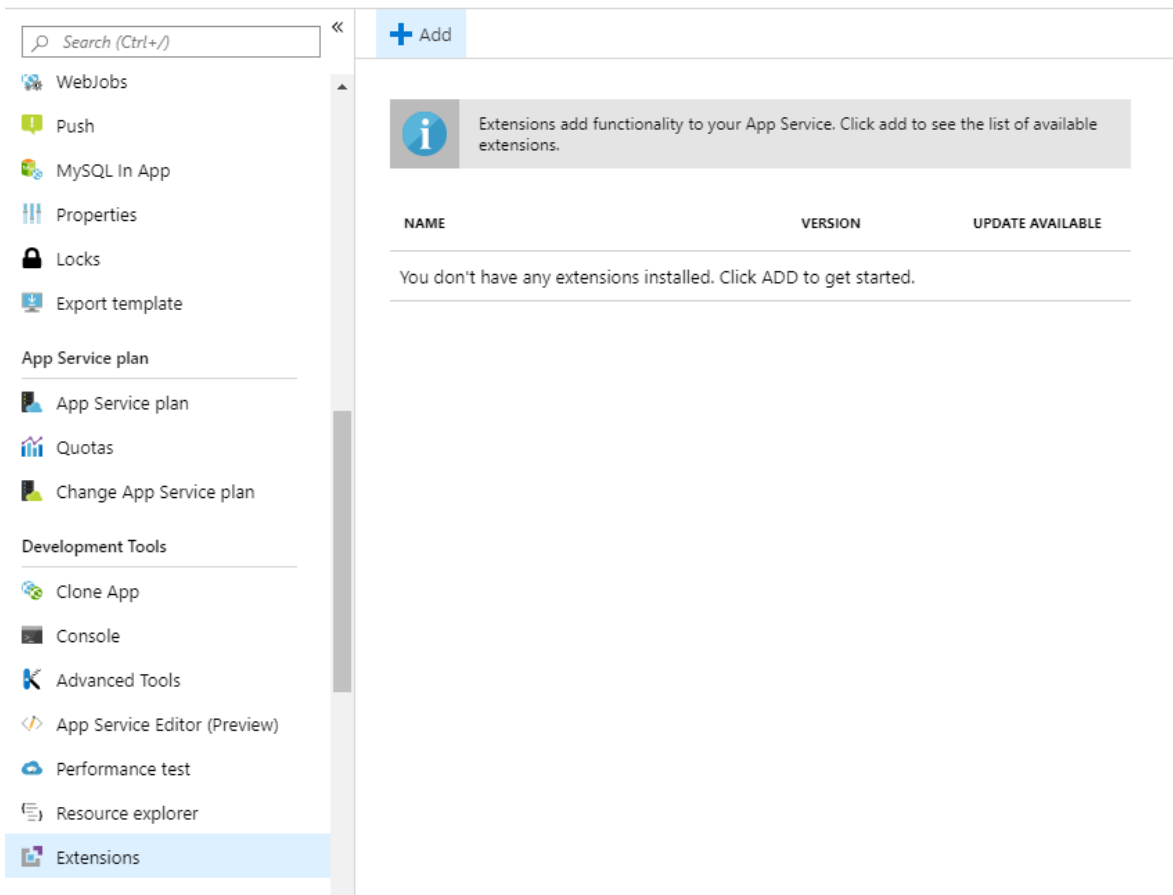 Search (Ctrl+/)
WebJobs
Push
MySQL In App
Properties
Locks
Export template
App Service plan
App Service plan
Quotas
Change App Service plan
Development Tools
Clone App
Console
Advanced Tools
App Service Editor (Preview)
Performance test
Resource explorer
Extensions
Add
Extensions add functionality to your App Service. Click add to see the list of available
extensions.
NAME VERSION UPDATE AVAILABLE
You don't have any extensions installed. Click ADD to get started.